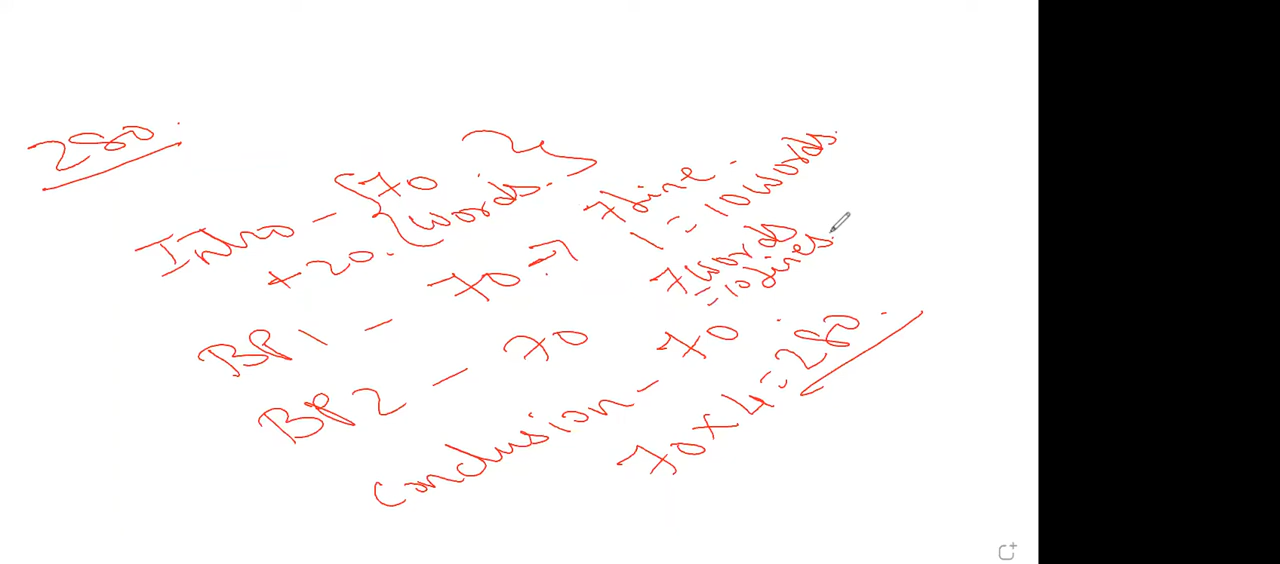 280.
Intro - { 70 words. }
+20.
7 line.
1 = 10 words.
BP1 - 70 -> 7
7 words
= 10 lines.
BP2 - 70
Conclusion - 70.
70 x 4 = 280.